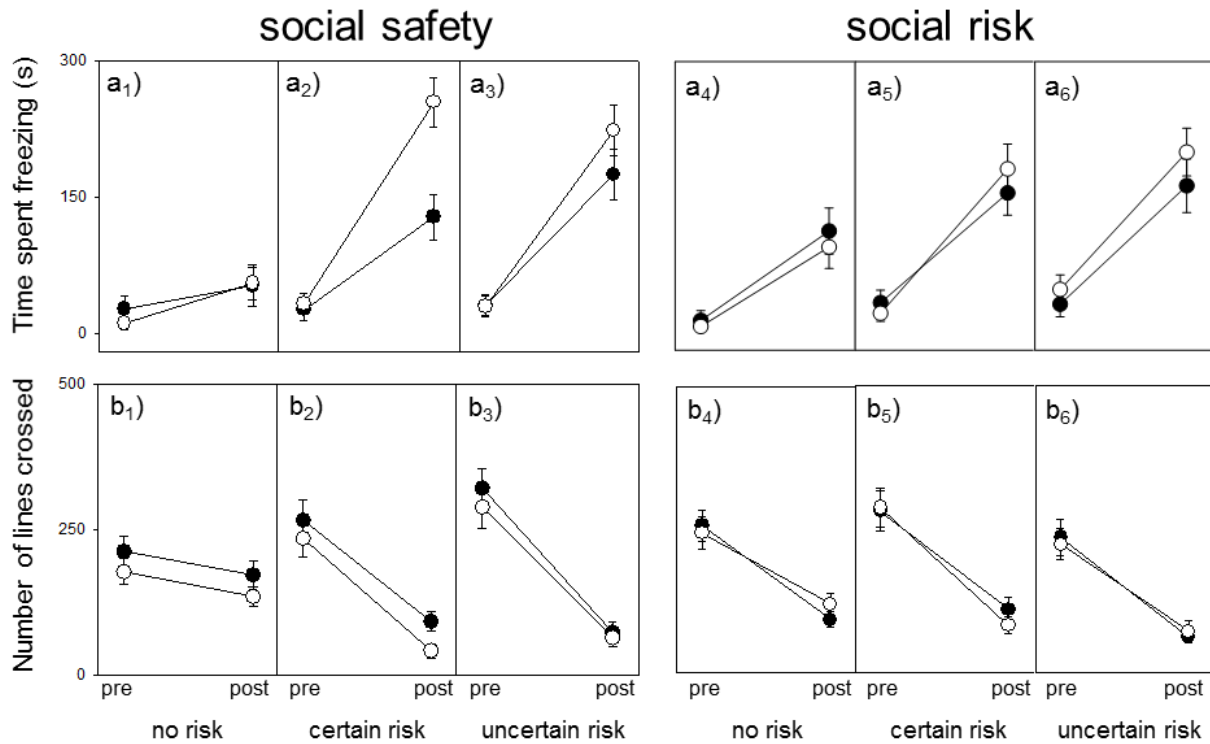 social safety
social risk
Time spent freezing (s)
300
150
0
a1)
a2)
a3)
a4)
a5)
a6)
Number of lines crossed
500
250
0
b1)
b2)
b3)
b4)
b5)
b6)
pre post pre post pre post pre post pre post pre post
no risk certain risk uncertain risk no risk certain risk uncertain risk